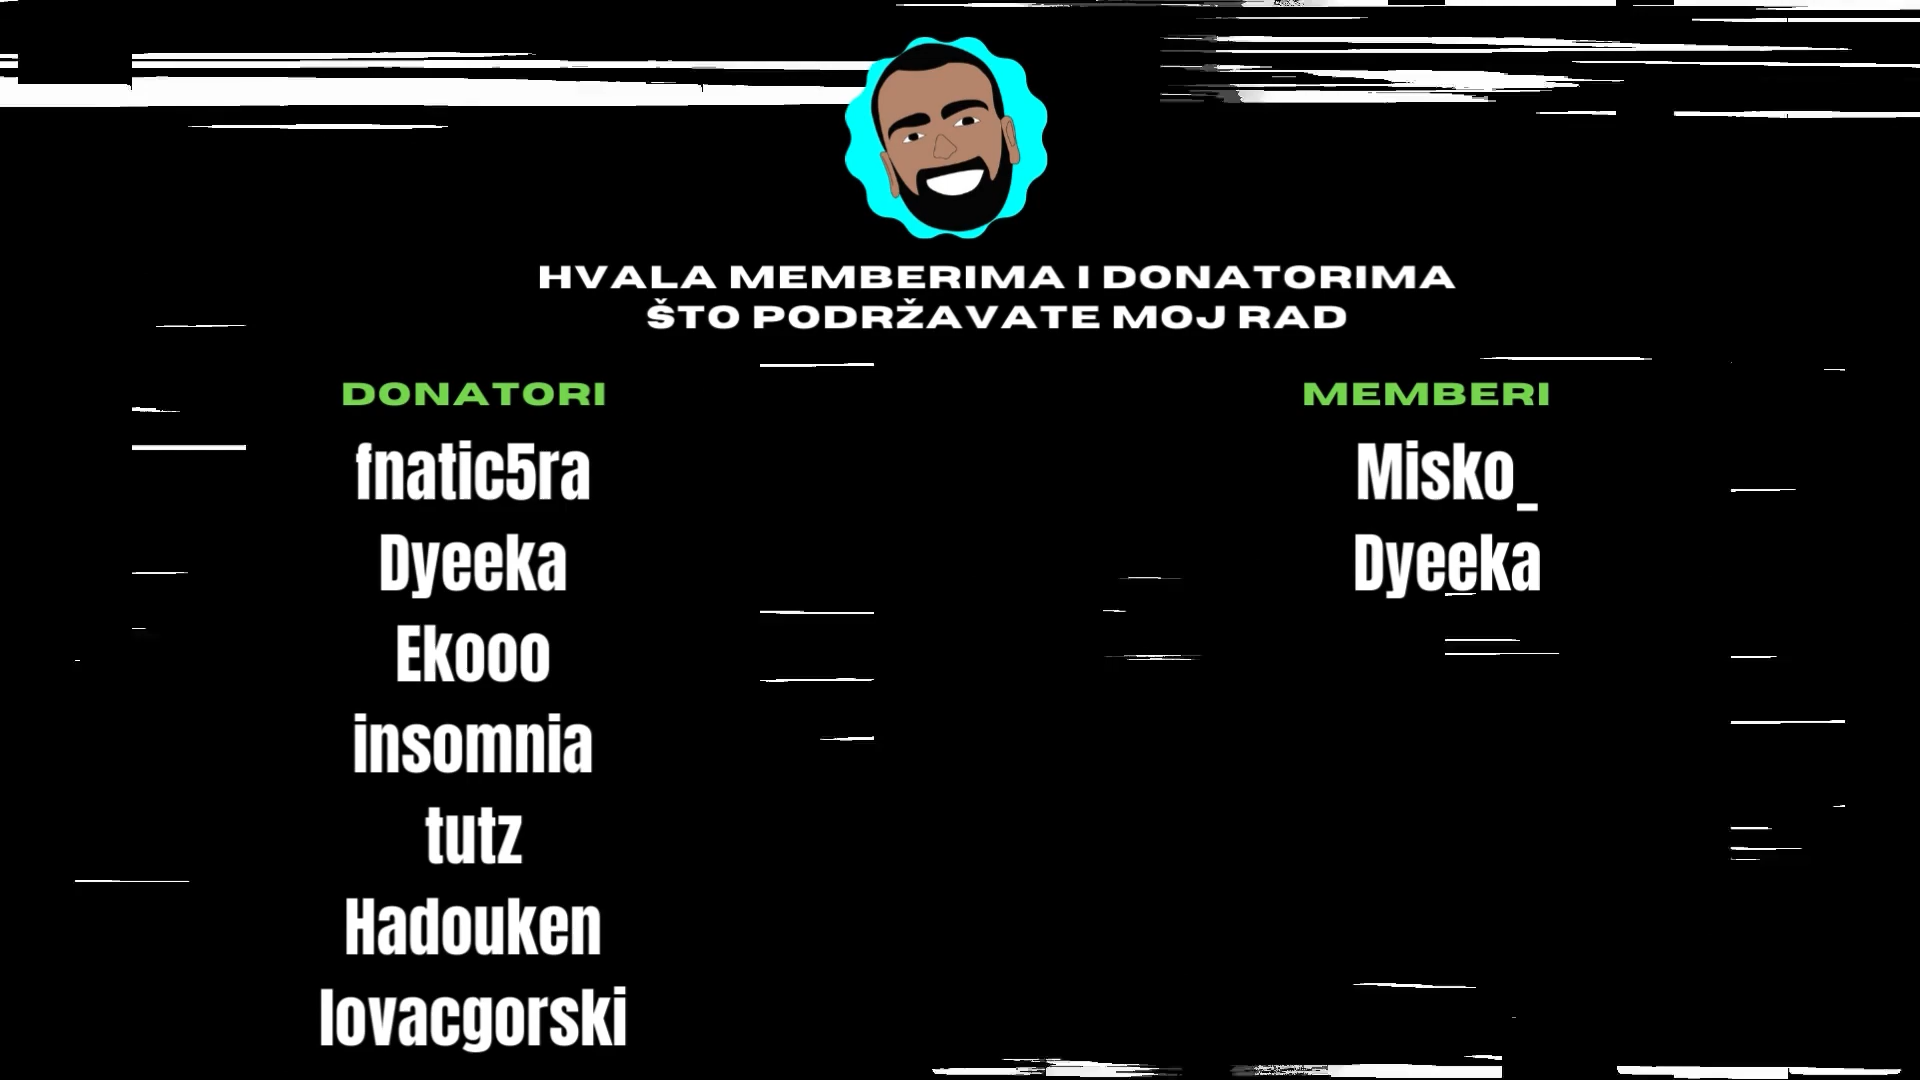 HVALA MEMBERIMA I DONATORIMA
ŠTO PODRŽAVATE MOJ RAD
DONATORI
fnatic5ra
Dyeeka
Ekooo
insomnia
tutz
Hadouken
lovacgorski
MEMBERI
Misko_
Dyeeka